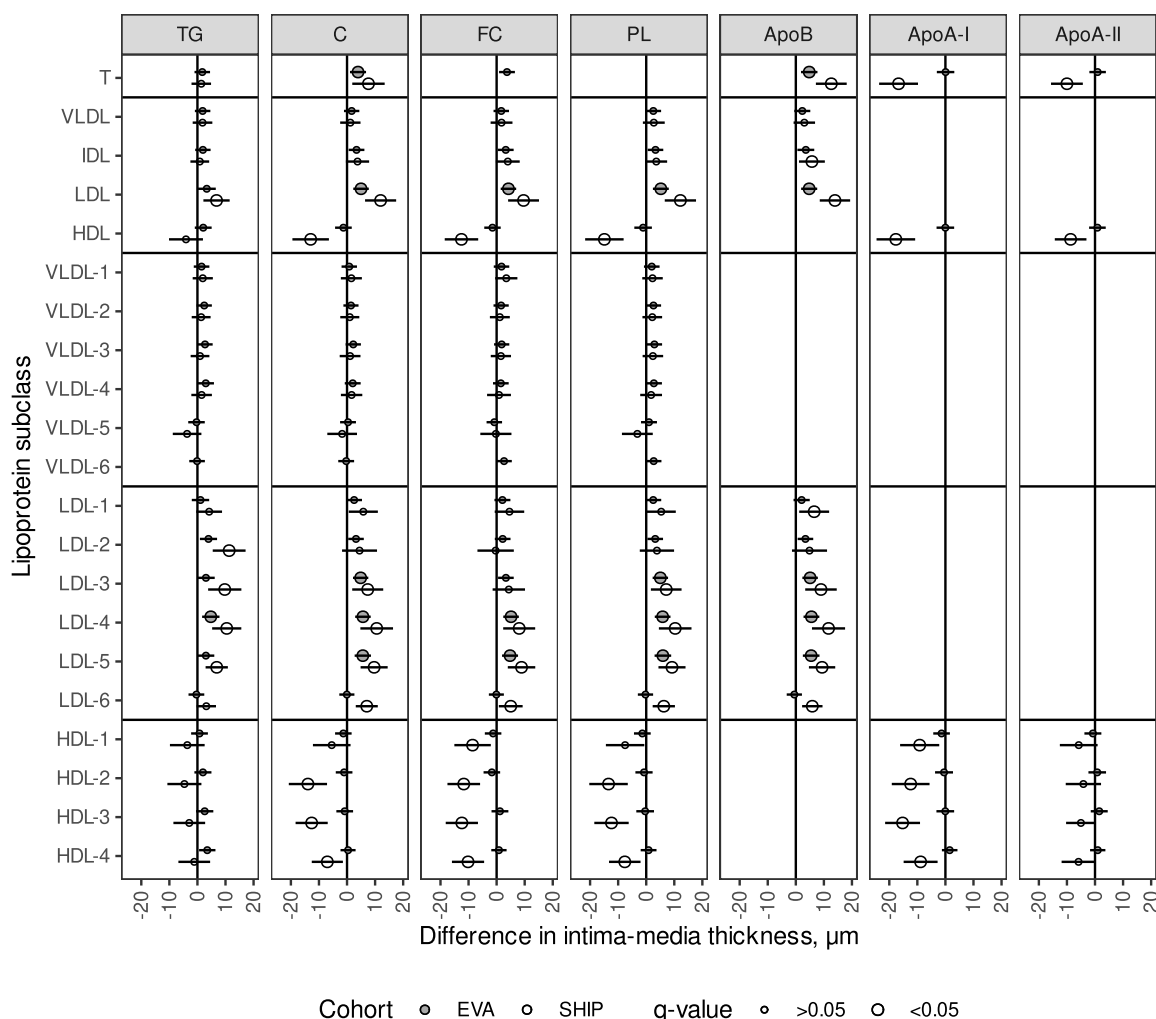 TG C FC PL ApoB ApoA-I ApoA-II
T
VLDL
IDL
LDL
HDL
VLDL-1
VLDL-2
VLDL-3
VLDL-4
VLDL-5
VLDL-6
LDL-1
LDL-2
LDL-3
LDL-4
LDL-5
LDL-6
HDL-1
HDL-2
HDL-3
HDL-4
Lipoprotein subclass
-20 -10 0 10 20 -20 -10 0 10 20 -20 -10 0 10 20 -20 -10 0 10 20 -20 -10 0 10 20 -20 -10 0 10 20 -20 -10 0 10 20
Difference in intima-media thickness, µm
Cohort EVA SHIP q-value >0.05 <0.05